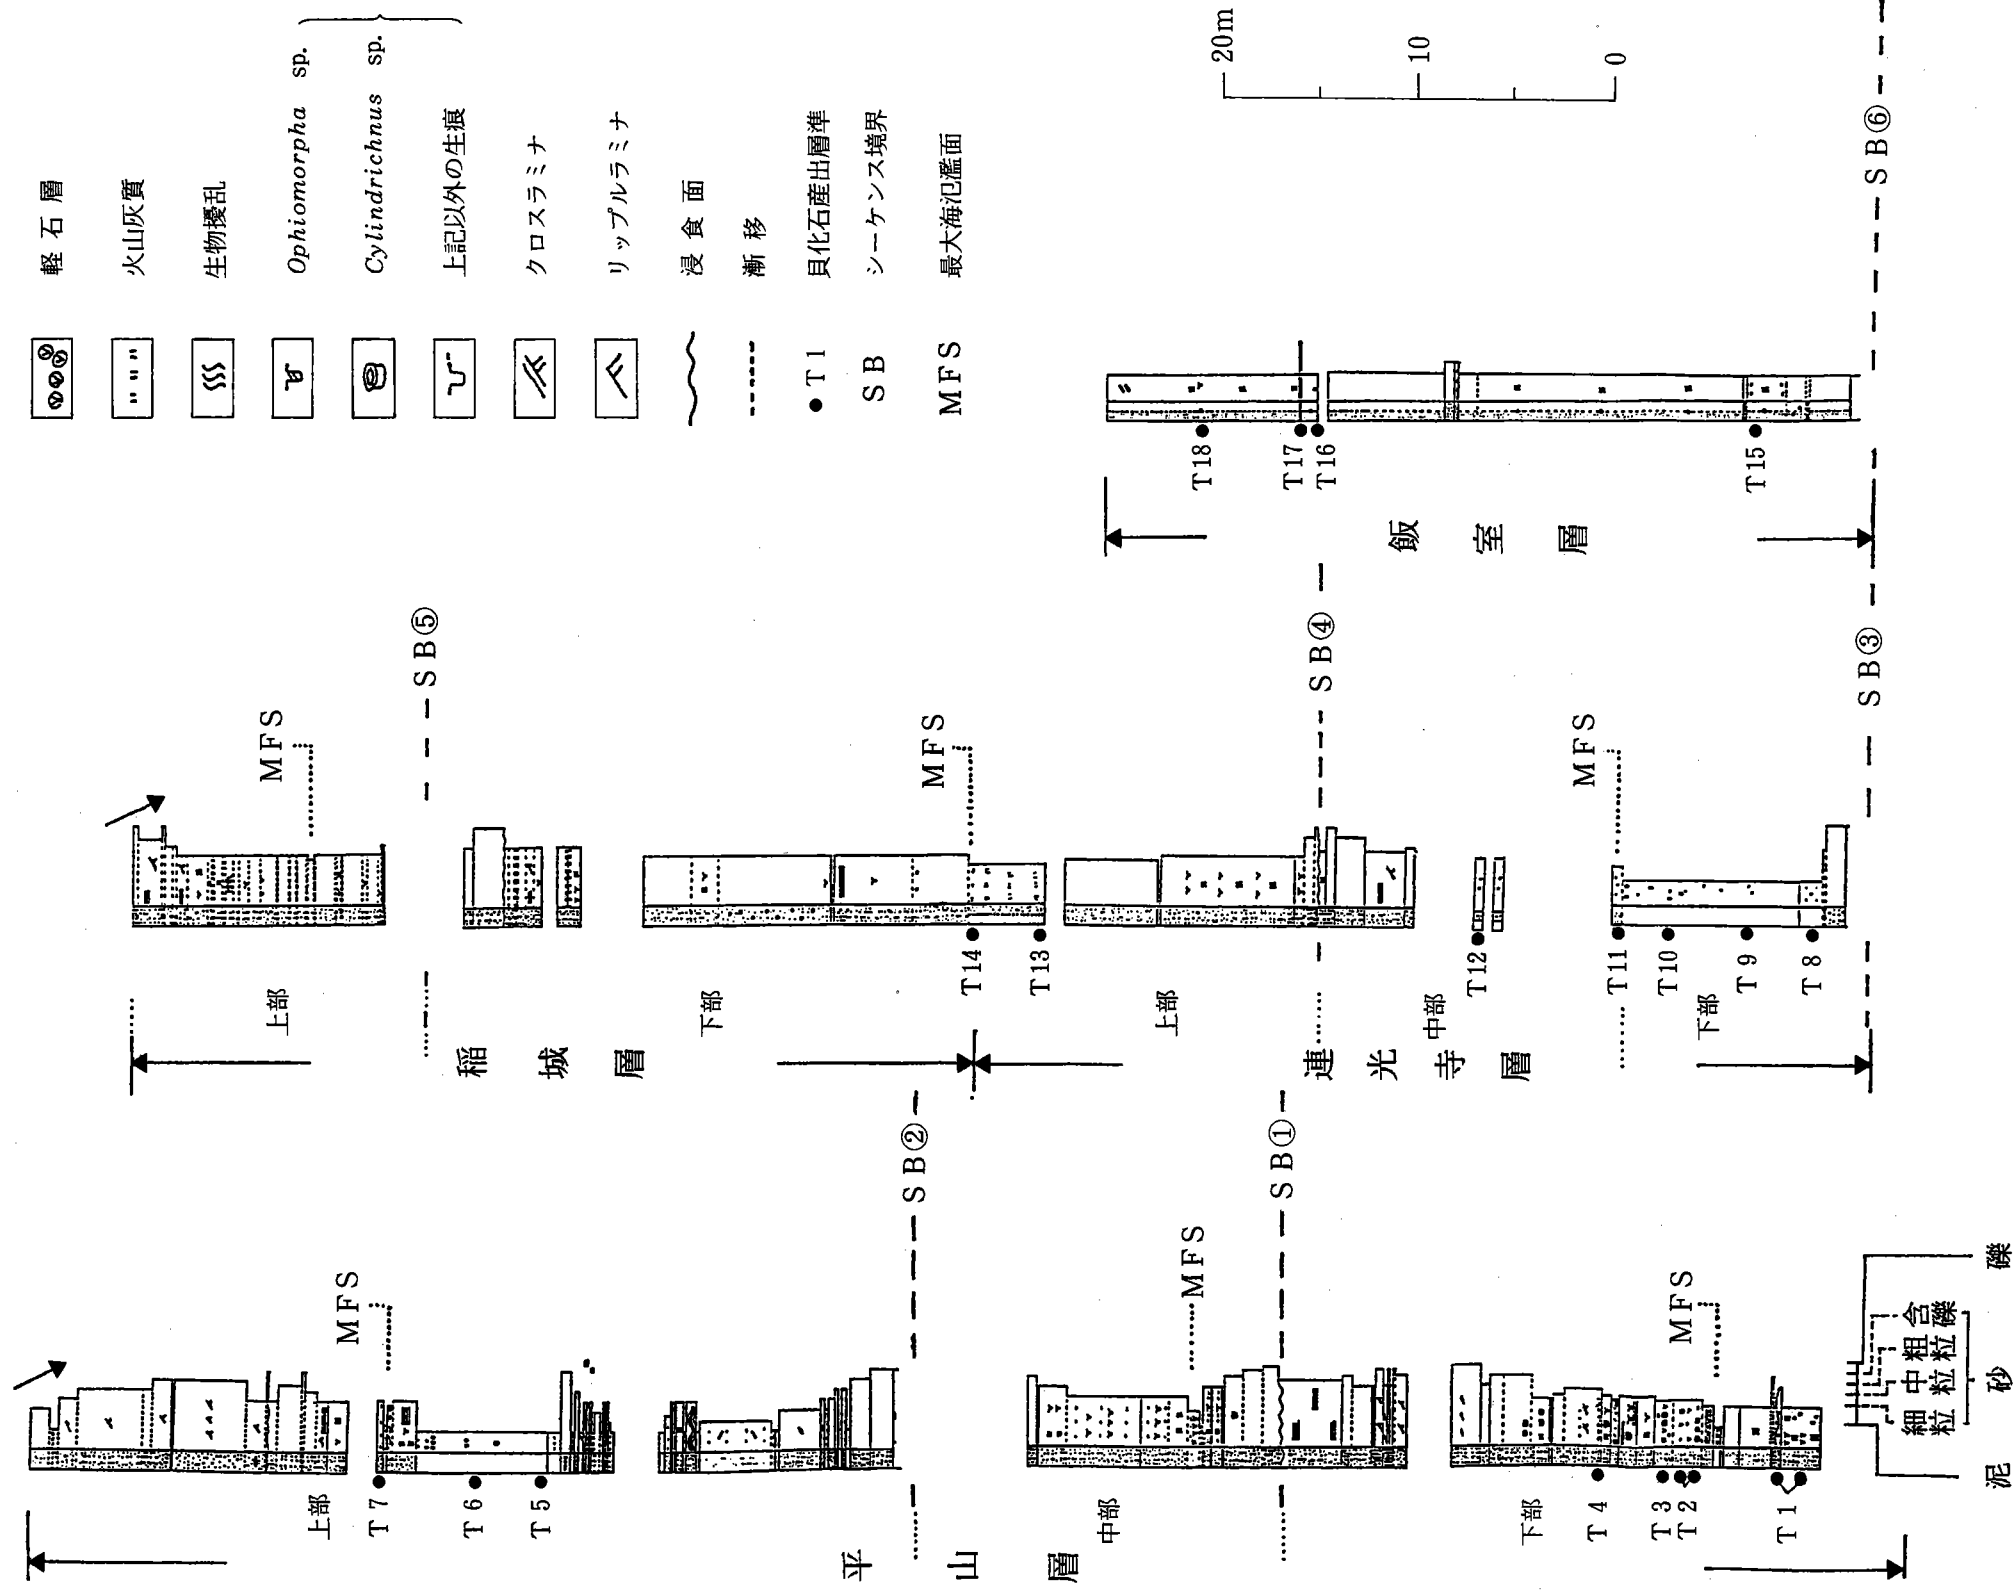 軽石層
火山灰質
生物擾乱
Ophiomorpha sp.
Cylindrichnus sp.
上記以外の生痕
クロスラミナ
リップルラミナ
浸食面
漸移
●T1 貝化石産出層準
SB シーケンス境界
MFS 最大海氾濫面
20m
10
0
平山層
上部
中部
下部
MFS
MFS
MFS
SB②
SB①
T7
T6
T5
T4
T3
T2
T1
泥
細粒
中粒
粗粒
含礫
砂
礫
稲城層
上部
下部
連光寺層
上部
中部
下部
MFS
MFS
MFS
SB⑤
SB④
SB③
T14
T13
T12
T11
T10
T9
T8
飯室層
T18
T17
T16
T15
SB⑥